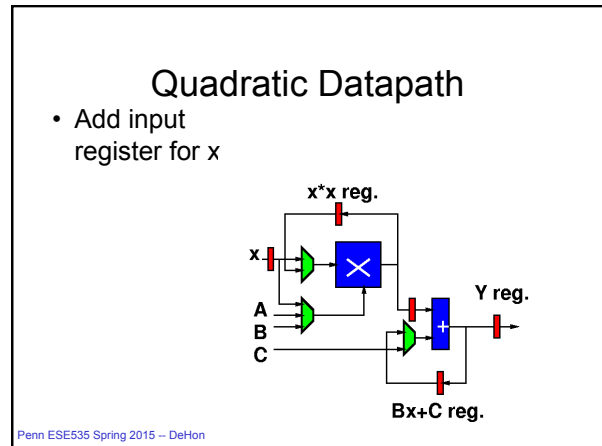 Quadratic Datapath
• Add input
register for x
x*x reg.
x
A
B
C
+
Y reg.
Bx+C reg.
Penn ESE535 Spring 2015 -- DeHon